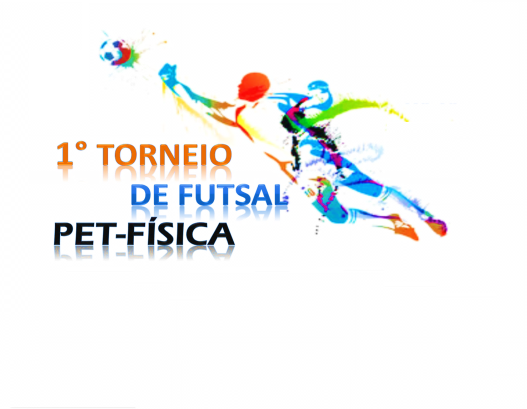 1° TORNEIO
DE FUTSAL
PET-FÍSICA